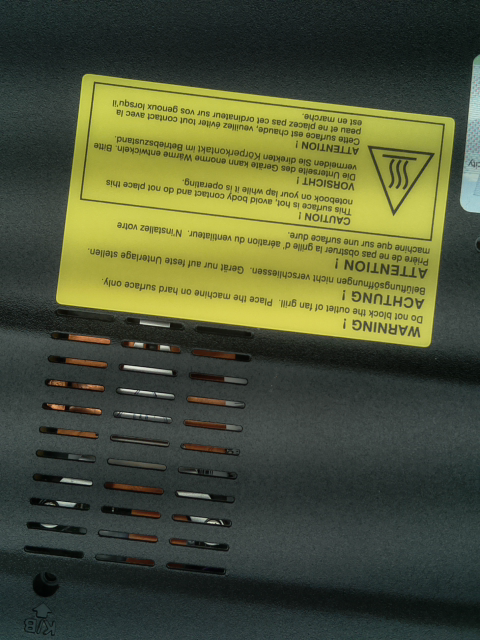 WARNING !
Do not block the outlet of fan grill. Place the machine on hard surface only.
ACHTUNG !
Belüftungsöffnungen nicht verschliessen. Gerät nur auf feste Unterlage stellen.
ATTENTION !
Prière de ne pas obstruer la grille d'aération du ventilateur. N'installez votre
machine que sur une surface dure.
CAUTION !
This surface is hot, avoid body contact and do not place this
notebook on your lap while it is operating.
VORSICHT !
Die Unterseite des Gerätes kann enorme Wärme entwickeln. Bitte
vermeiden Sie direkten Körperkontakt im Betriebszustand.
ATTENTION !
Cette surface est chaude, veuillez éviter tout contact avec la
peau et ne placez pas cet ordinateur sur vos genoux lorsqu'il
est en marche.
K/B